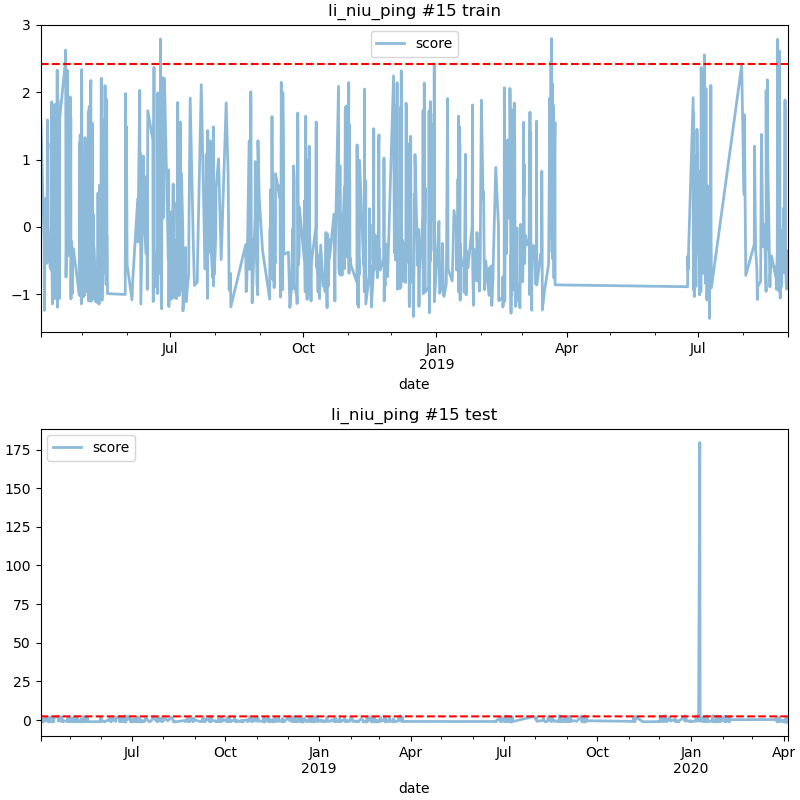 li_niu_ping #15 train
score
3
2
1
0
−1
Jul
Oct
Jan
2019
Apr
Jul
date
li_niu_ping #15 test
score
175
150
125
100
75
50
25
0
Jul
Oct
Jan
2019
Apr
Jul
Oct
Jan
2020
Apr
date